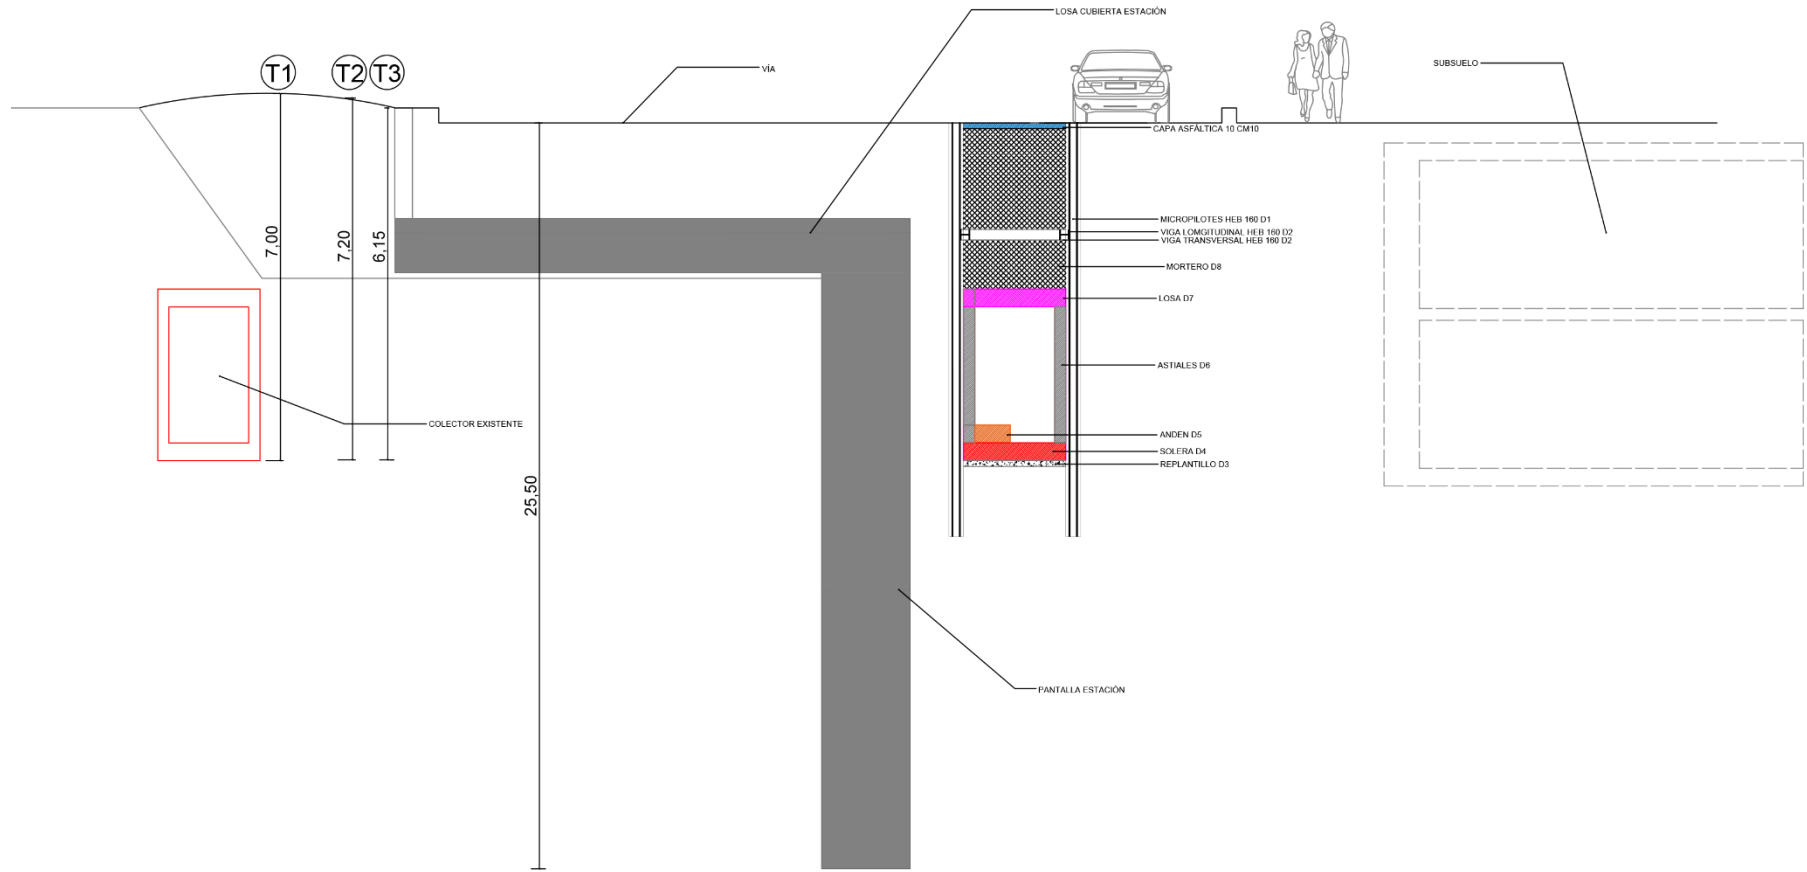 LOSA CUBIERTA ESTACIÓN
T1
T2
T3
VÍA
SUBSUELO
CAPA ASFÁLTICA 10 CM10
7,00
7,20
6,15
MICROPILOTES HEB 160 D1
VIGA LOMGITUDINAL HEB 160 D2
VIGA TRANSVERSAL HEB 160 D2
MORTERO D8
LOSA D7
ASTIALES D6
COLECTOR EXISTENTE
ANDEN D5
SOLERA D4
REPLANTILLO D3
25,50
PANTALLA ESTACIÓN